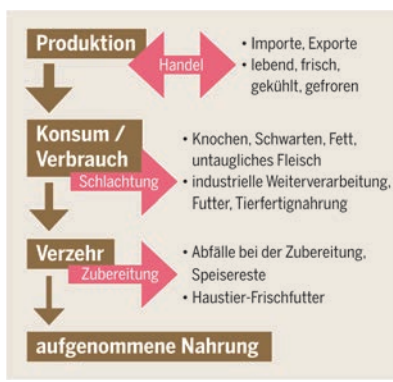 Produktion
Handel
• Importe, Exporte
• lebend, frisch,
gekühlt, gefroren
Konsum /
Verbrauch
Schlachtung
• Knochen, Schwarten, Fett,
untaugliches Fleisch
• industrielle Weiterverarbeitung,
Futter, Tierfertignahrung
Verzehr
Zubereitung
• Abfälle bei der Zubereitung,
Speisereste
• Haustier-Frischfutter
aufgenommene Nahrung